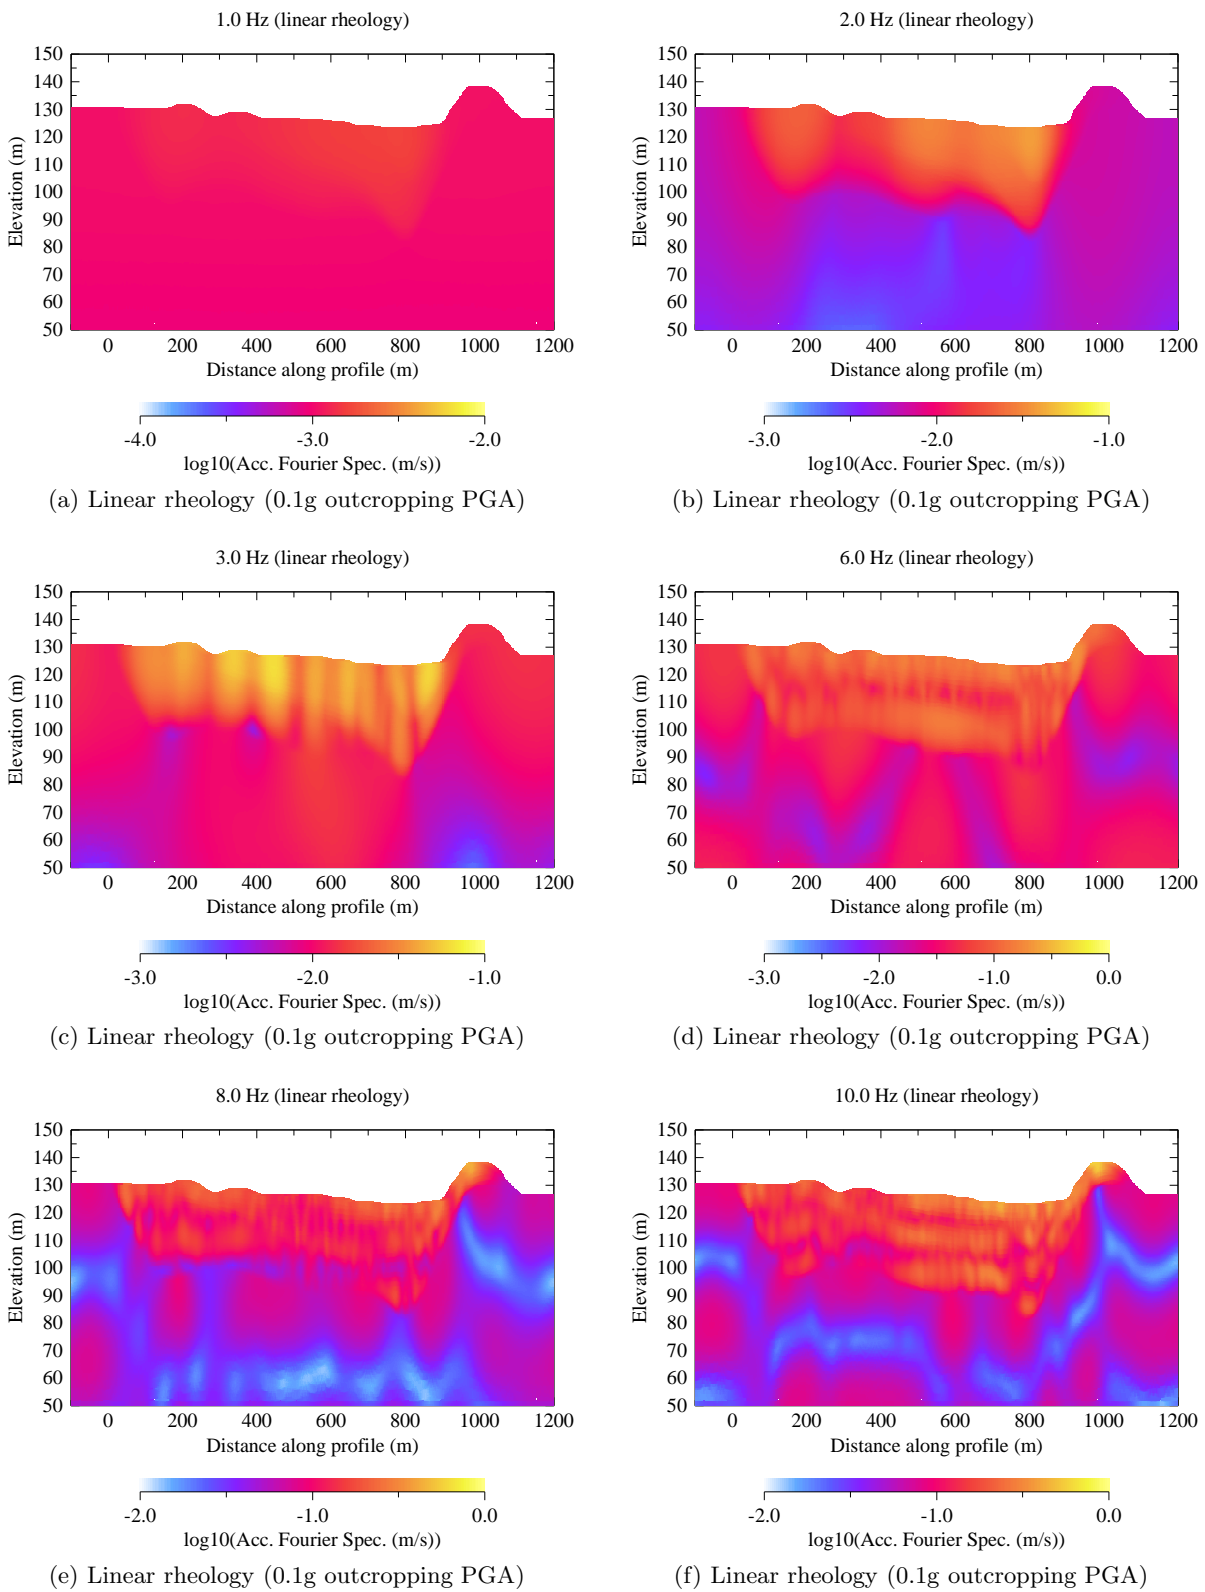 1.0 Hz (linear rheology)
150
140
130
120
110
100
90
80
70
60
50
Elevation (m)
0 200 400 600 800 1000 1200
Distance along profile (m)
-4.0 -3.0 -2.0
log10(Acc. Fourier Spec. (m/s))
(a) Linear rheology (0.1g outcropping PGA)
2.0 Hz (linear rheology)
150
140
130
120
110
100
90
80
70
60
50
Elevation (m)
0 200 400 600 800 1000 1200
Distance along profile (m)
-3.0 -2.0 -1.0
log10(Acc. Fourier Spec. (m/s))
(b) Linear rheology (0.1g outcropping PGA)
3.0 Hz (linear rheology)
150
140
130
120
110
100
90
80
70
60
50
Elevation (m)
0 200 400 600 800 1000 1200
Distance along profile (m)
-3.0 -2.0 -1.0
log10(Acc. Fourier Spec. (m/s))
(c) Linear rheology (0.1g outcropping PGA)
6.0 Hz (linear rheology)
150
140
130
120
110
100
90
80
70
60
50
Elevation (m)
0 200 400 600 800 1000 1200
Distance along profile (m)
-3.0 -2.0 -1.0 0.0
log10(Acc. Fourier Spec. (m/s))
(d) Linear rheology (0.1g outcropping PGA)
8.0 Hz (linear rheology)
150
140
130
120
110
100
90
80
70
60
50
Elevation (m)
0 200 400 600 800 1000 1200
Distance along profile (m)
-2.0 -1.0 0.0
log10(Acc. Fourier Spec. (m/s))
(e) Linear rheology (0.1g outcropping PGA)
10.0 Hz (linear rheology)
150
140
130
120
110
100
90
80
70
60
50
Elevation (m)
0 200 400 600 800 1000 1200
Distance along profile (m)
-2.0 -1.0 0.0
log10(Acc. Fourier Spec. (m/s))
(f) Linear rheology (0.1g outcropping PGA)